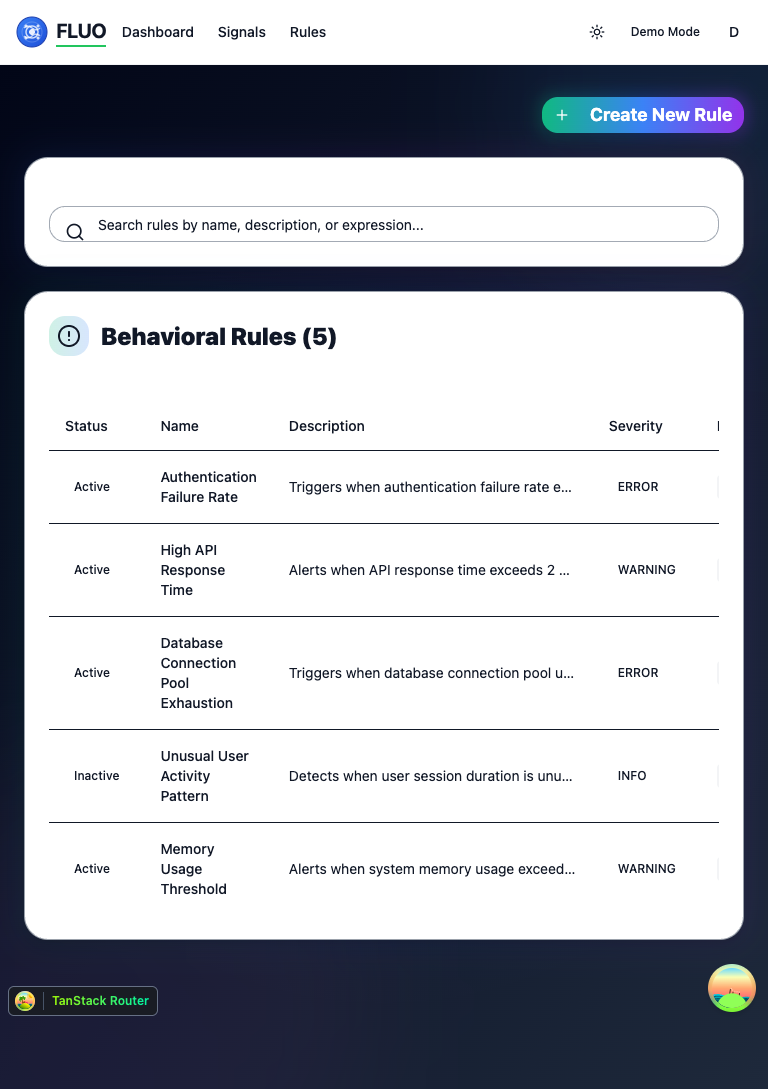 FLUO Dashboard Signals Rules Demo Mode D
+ Create New Rule
Search rules by name, description, or expression...
Behavioral Rules (5)
Status Name Description Severity
Active Authentication Failure Rate Triggers when authentication failure rate e... ERROR
Active High API Response Time Alerts when API response time exceeds 2 ... WARNING
Active Database Connection Pool Exhaustion Triggers when database connection pool u... ERROR
Inactive Unusual User Activity Pattern Detects when user session duration is unu... INFO
Active Memory Usage Threshold Alerts when system memory usage exceed... WARNING
TanStack Router